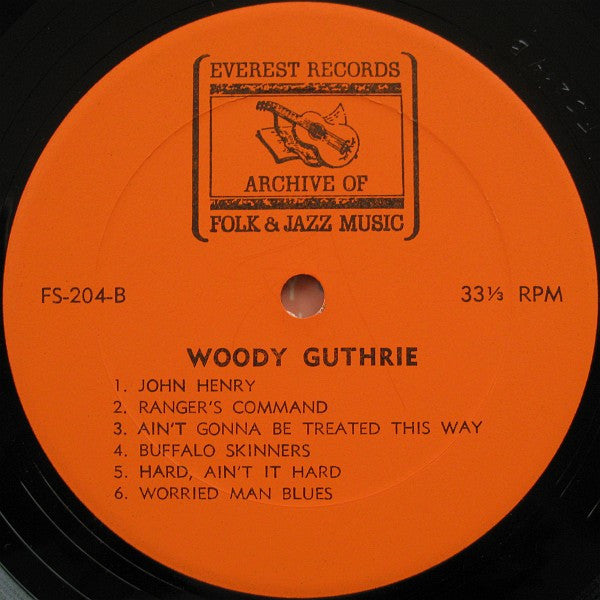 EVEREST RECORDS
ARCHIVE OF
FOLK & JAZZ MUSIC
FS-204-B
33⅓ RPM
WOODY GUTHRIE
1. JOHN HENRY
2. RANGER'S COMMAND
3. AIN'T GONNA BE TREATED THIS WAY
4. BUFFALO SKINNERS
5. HARD, AIN'T IT HARD
6. WORRIED MAN BLUES